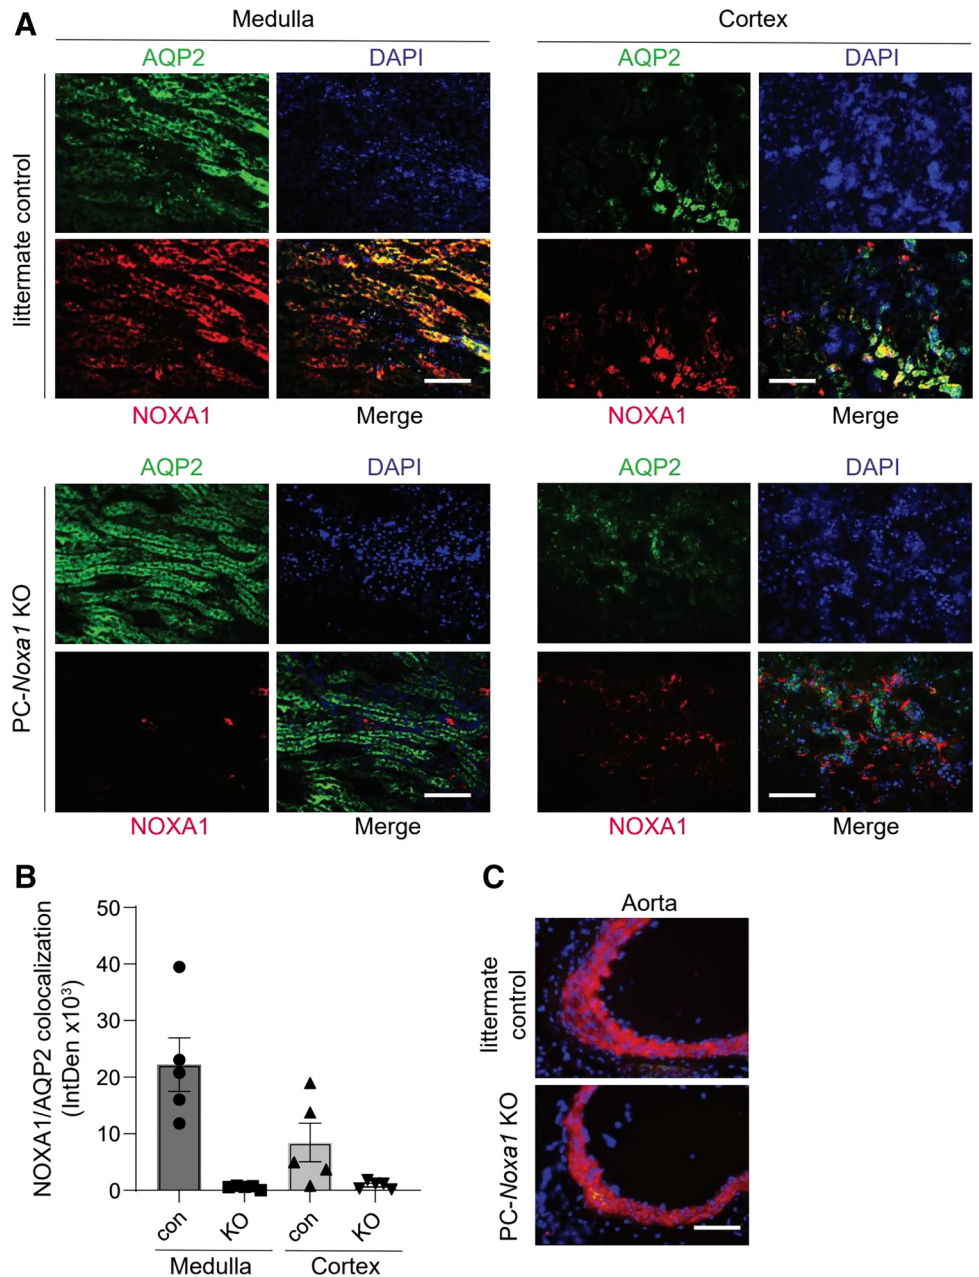 A
Medulla
Cortex
AQP2
DAPI
AQP2
DAPI
littermate control
NOXA1
Merge
NOXA1
Merge
AQP2
DAPI
AQP2
DAPI
PC-Noxa1 KO
NOXA1
Merge
NOXA1
Merge
B
NOXA1/AQP2 colocalization
(IntDen x10³)
50
40
30
20
10
0
con
KO
con
KO
Medulla
Cortex
C
Aorta
littermate
control
PC-Noxa1 KO